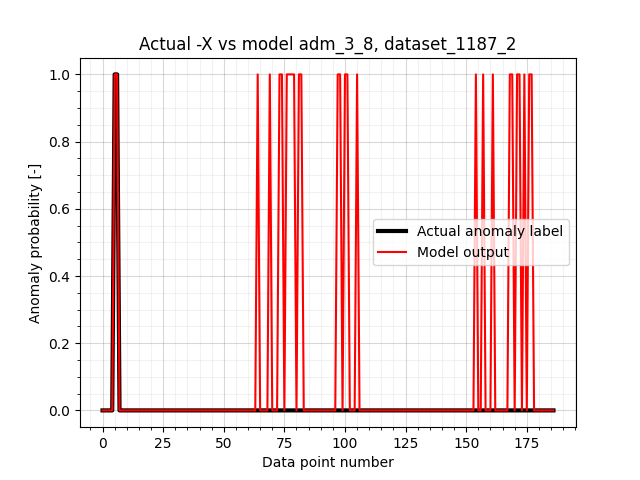 Actual -X vs model adm_3_8, dataset_1187_2
Anomaly probability [-]
1.0
0.8
0.6
0.4
0.2
0.0
Actual anomaly label
Model output
0 25 50 75 100 125 150 175
Data point number